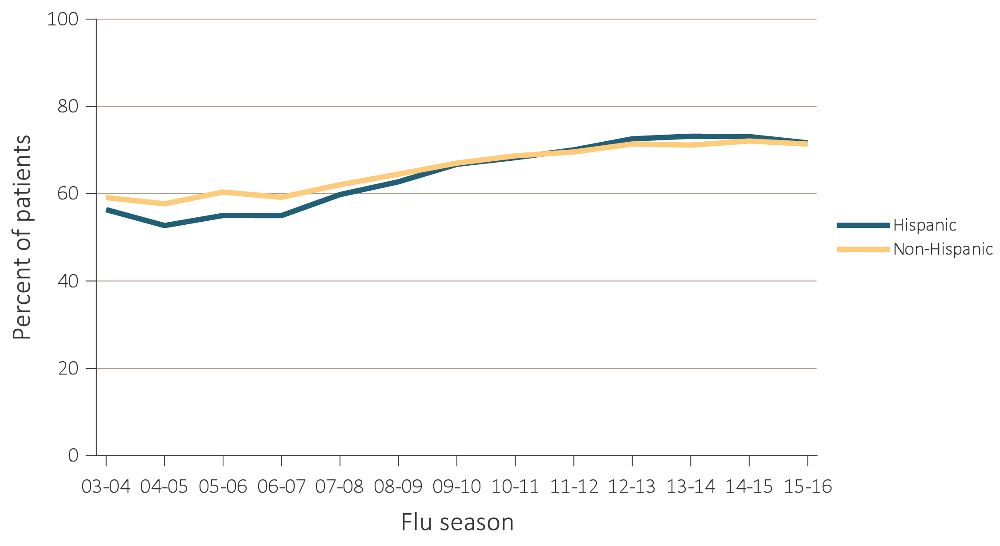 100
80
60
40
20
0
Percent of patients
03-04 04-05 05-06 06-07 07-08 08-09 09-10 10-11 11-12 12-13 13-14 14-15 15-16
Flu season
Hispanic
Non-Hispanic